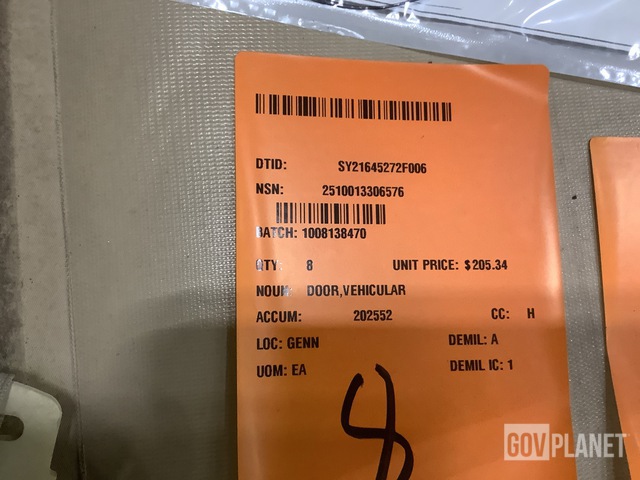 DTID: SY21645272F006
NSN: 2510013306576
BATCH: 1008138470
QTY: 8 UNIT PRICE: $205.34
NOUN: DOOR,VEHICULAR
ACCUM: 202552 CC: H
LOC: GENN DEMIL: A
UOM: EA DEMIL IC: 1
8
GOVPLANET